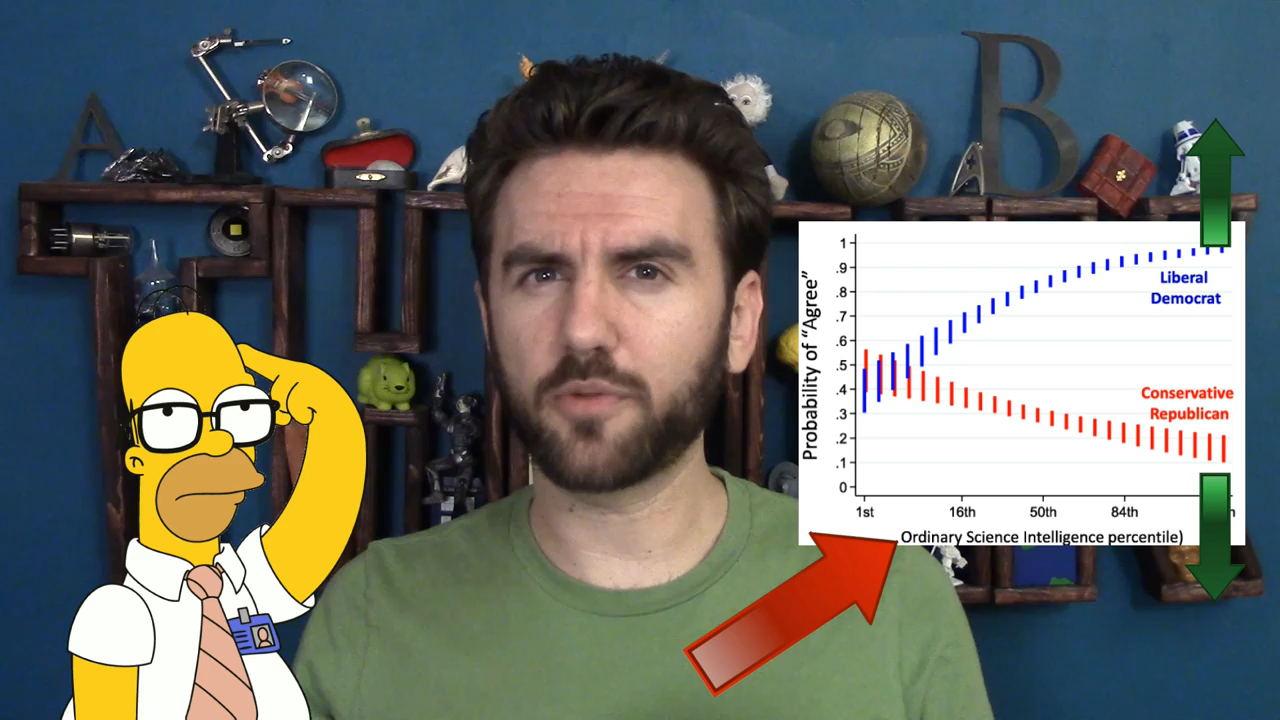 A
B
Probability of "Agree"
1
.9
.8
.7
.6
.5
.4
.3
.2
.1
0
Liberal
Democrat
Conservative
Republican
1st 16th 50th 84th
Ordinary Science Intelligence percentile)